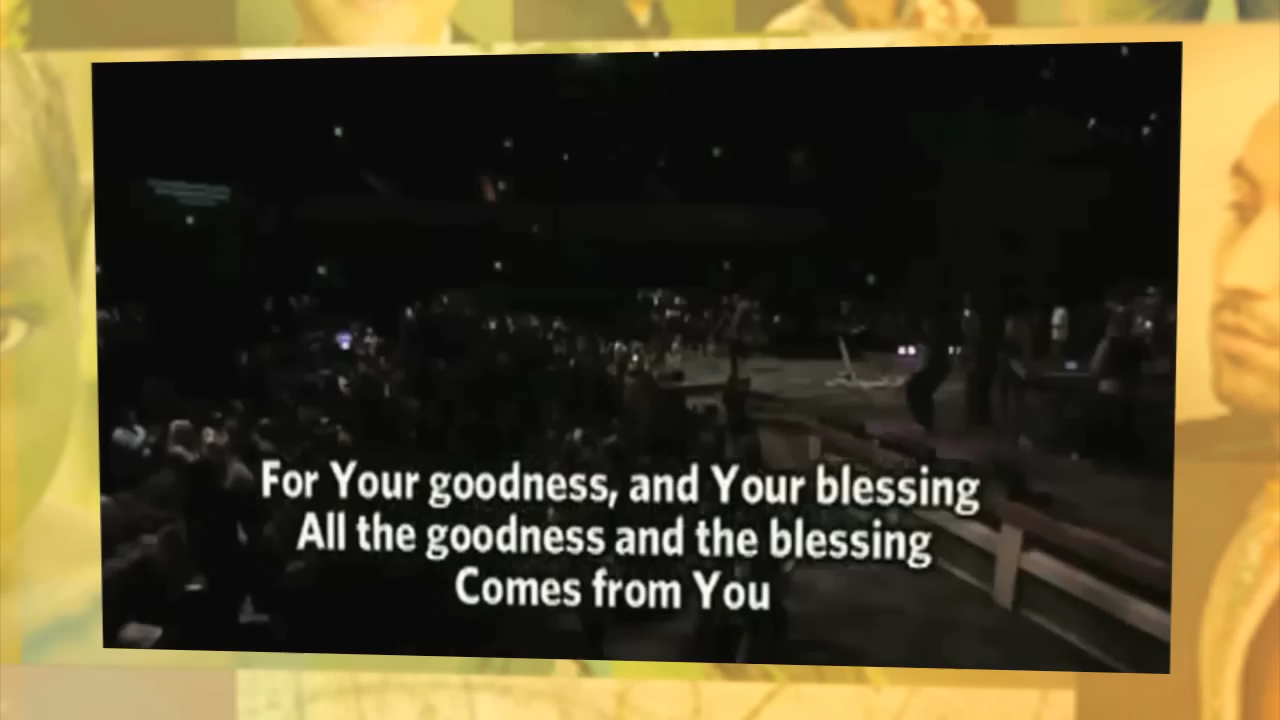 For Your goodness, and Your blessing
All the goodness and the blessing
Comes from You